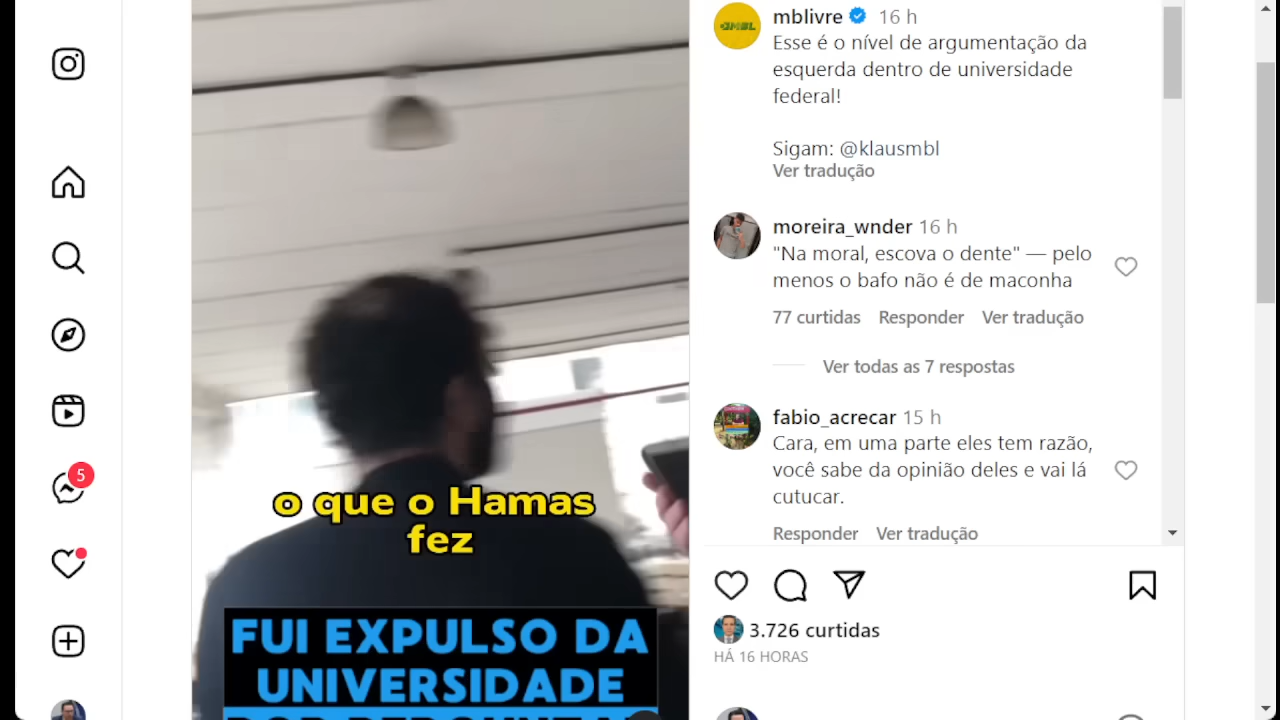 mblivre 16 h
Esse é o nível de argumentação da
esquerda dentro de universidade
federal!
Sigam: @klausmbl
Ver tradução
moreira_wnder 16 h
"Na moral, escova o dente" — pelo
menos o bafo não é de maconha
77 curtidas Responder Ver tradução
Ver todas as 7 respostas
fabio_acrecar 15 h
Cara, em uma parte eles tem razão,
você sabe da opinião deles e vai lá
cutucar.
Responder Ver tradução
3.726 curtidas
HÁ 16 HORAS
5
o que o Hamas
fez
FUI EXPULSO DA
UNIVERSIDADE